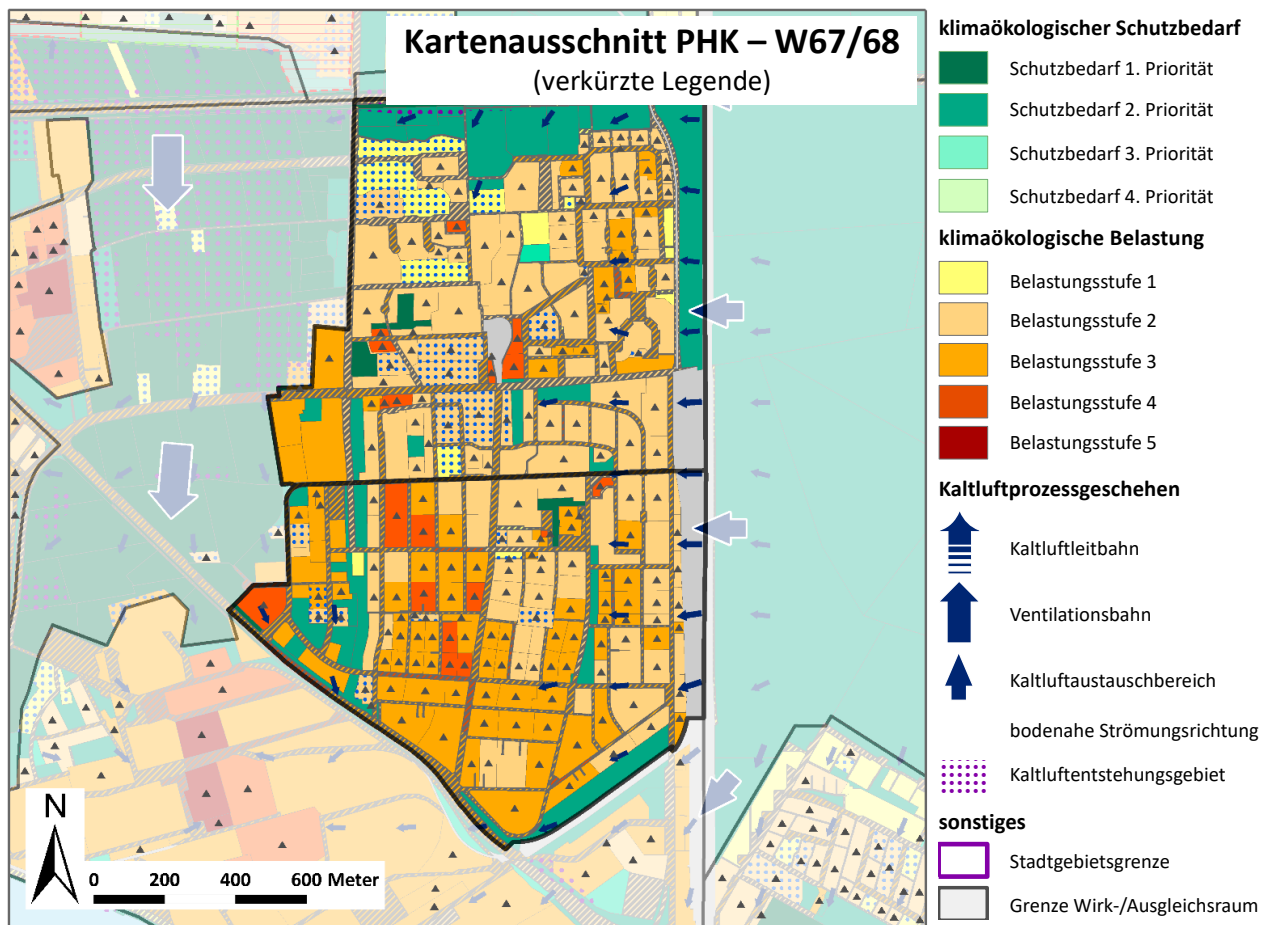 Kartenausschnitt PHK – W67/68
(verkürzte Legende)
N
0 200 400 600 Meter
klimaökologischer Schutzbedarf
Schutzbedarf 1. Priorität
Schutzbedarf 2. Priorität
Schutzbedarf 3. Priorität
Schutzbedarf 4. Priorität
klimaökologische Belastung
Belastungsstufe 1
Belastungsstufe 2
Belastungsstufe 3
Belastungsstufe 4
Belastungsstufe 5
Kaltluftprozessgeschehen
Kaltluftleitbahn
Ventilationsbahn
Kaltluftaustauschbereich
bodenahe Strömungsrichtung
Kaltluftentstehungsgebiet
sonstiges
Stadtgebietsgrenze
Grenze Wirk-/Ausgleichsraum